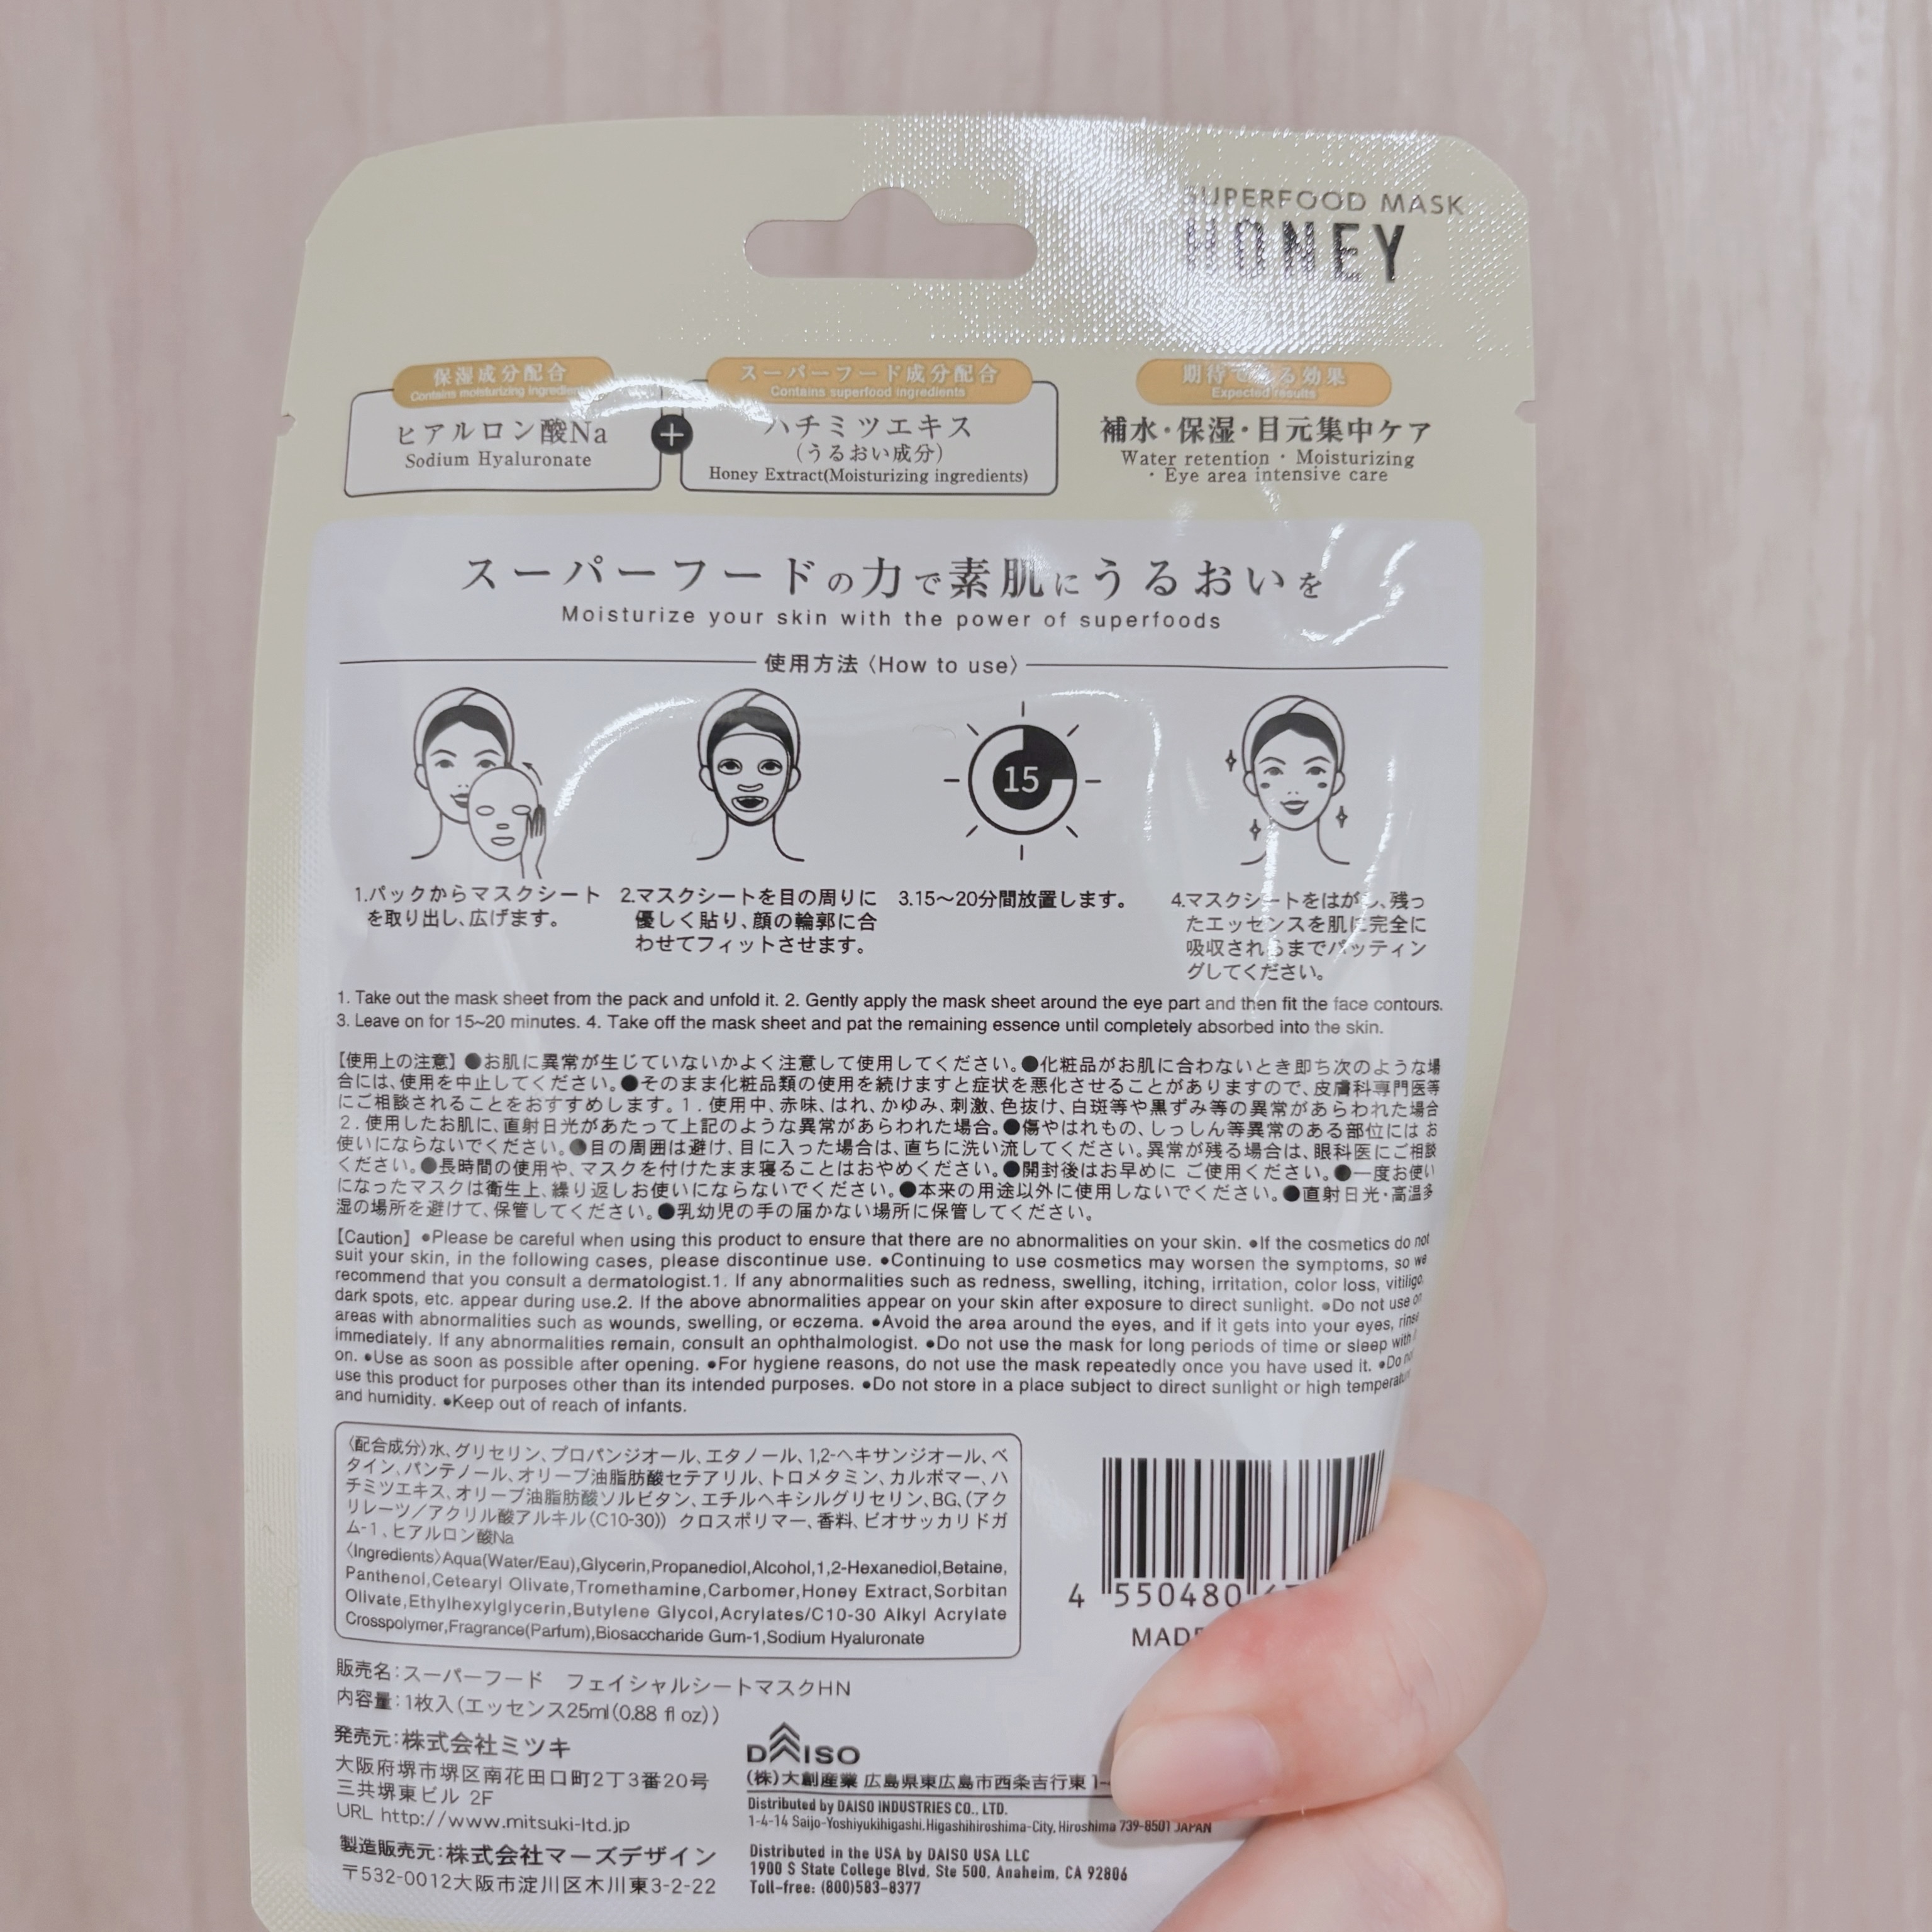 SUPERFOOD MASK
HONEY
保湿成分配合
Contains moisturizing
ヒアルロン酸Na
Sodium Hyaluronate
+
スーパーフード成分配合
Contains superfood ingredients
ハチミツエキス
(うるおい成分)
Honey Extract(Moisturizing ingredients)
期待できる効果
Expected results
補水・保湿・目元集中ケア
Water retention・Moisturizing
・Eye area intensive care
スーパーフードの力で素肌にうるおいを
Moisturize your skin with the power of superfoods
使用方法〈How to use〉
15
1.パックからマスクシート
を取り出し、広げます。
2.マスクシートを目の周りに
優しく貼り、顔の輪郭に合
わせてフィットさせます。
3.15〜20分間放置します。
4.マスクシートをはがし、残っ
たエッセンスを肌に完全に
吸収されるまでパッティン
グしてください。
1. Take out the mask sheet from the pack and unfold it. 2. Gently apply the mask sheet around the eye part and then fit the face contours.
3. Leave on for 15~20 minutes. 4. Take off the mask sheet and pat the remaining essence until completely absorbed into the skin.
【使用上の注意】●お肌に異常が生じていないかよく注意して使用してください。●化粧品がお肌に合わないとき即ち次のような場
合には、使用を中止してください。●そのまま化粧品類の使用を続けますと症状を悪化させることがありますので、皮膚科専門医等
にご相談されることをおすすめします。1．使用中、赤味、はれ、かゆみ、刺激、色抜け、白斑等や黒ずみ等の異常があらわれた場合
2．使用したお肌に、直射日光があたって上記のような異常があらわれた場合。●傷やはれもの、しっしん等異常のある部位には お
使いにならないでください。●目の周囲は避け、目に入った場合は、直ちに洗い流してください。異常が残る場合は、眼科医にご相談
ください。●長時間の使用や、マスクを付けたまま寝ることはおやめください。●開封後はお早めに ご使用ください。●一度お使い
になったマスクは衛生上、繰り返しお使いにならないでください。●本来の用途以外に使用しないでください。●直射日光・高温多
湿の場所を避けて、保管してください。●乳幼児の手の届かない場所に保管してください。
【Caution】 ●Please be careful when using this product to ensure that there are no abnormalities on your skin. ●If the cosmetics do not
suit your skin, in the following cases, please discontinue use. ●Continuing to use cosmetics may worsen the symptoms, so we
recommend that you consult a dermatologist.1. If any abnormalities such as redness, swelling, itching, irritation, color loss, vitiligo,
dark spots, etc. appear during use.2. If the above abnormalities appear on your skin after exposure to direct sunlight. ●Do not use on
areas with abnormalities such as wounds, swelling, or eczema. ●Avoid the area around the eyes, and if it gets into your eyes, rinse
immediately. If any abnormalities remain, consult an ophthalmologist. ●Do not use the mask for long periods of time or sleep with
on. ●Use as soon as possible after opening. ●For hygiene reasons, do not use the mask repeatedly once you have used it. ●Do
use this product for purposes other than its intended purposes. ●Do not store in a place subject to direct sunlight or high
and humidity. ●Keep out of reach of infants.
〈配合成分〉水、グリセリン、プロパンジオール、エタノール、1,2-ヘキサンジオール、ベ
タイン、パンテノール、オリーブ油脂肪酸セテアリル、トロメタミン、カルボマー、ハ
チミツエキス、オリーブ油脂肪酸ソルビタン、エチルヘキシルグリセリン、BG、(アク
リレーツ／アクリル酸アルキル(C10-30)) クロスポリマー、香料、ビオサッカリドガ
ム-1、ヒアルロン酸Na
〈Ingredients〉Aqua(Water/Eau),Glycerin,Propanediol,Alcohol,1,2-Hexanediol,Betaine,
Panthenol,Cetearyl Olivate,Tromethamine,Carbomer,Honey Extract,Sorbitan
Olivate,Ethylhexylglycerin,Butylene Glycol,Acrylates/C10-30 Alkyl Acrylate
Crosspolymer,Fragrance(Parfum),Biosaccharide Gum-1,Sodium Hyaluronate
4 550480
MADE
販売名：スーパーフード フェイシャルシートマスクHN
内容量：1枚入(エッセンス25ml(0.88 fl oz))
発売元：株式会社ミツキ
大阪府堺市堺区南花田口町2丁3番20号
三共堺東ビル 2F
URL http://www.mitsuki-ltd.jp
製造販売元：株式会社マーズデザイン
〒532-0012大阪市淀川区木川東3-2-22
DAISO
(株)大創産業 広島県東広島市西条吉行東 1-
Distributed by DAISO INDUSTRIES CO., LTD.
1-4-14 Saijo-Yoshiyukihigashi, Higashihiroshima-City, Hiroshima 739-8501 JAPAN
Distributed in the USA by DAISO USA LLC
1900 S State College Blvd, Ste 500, Anaheim, CA 92806
Toll-free: (800)583-8377